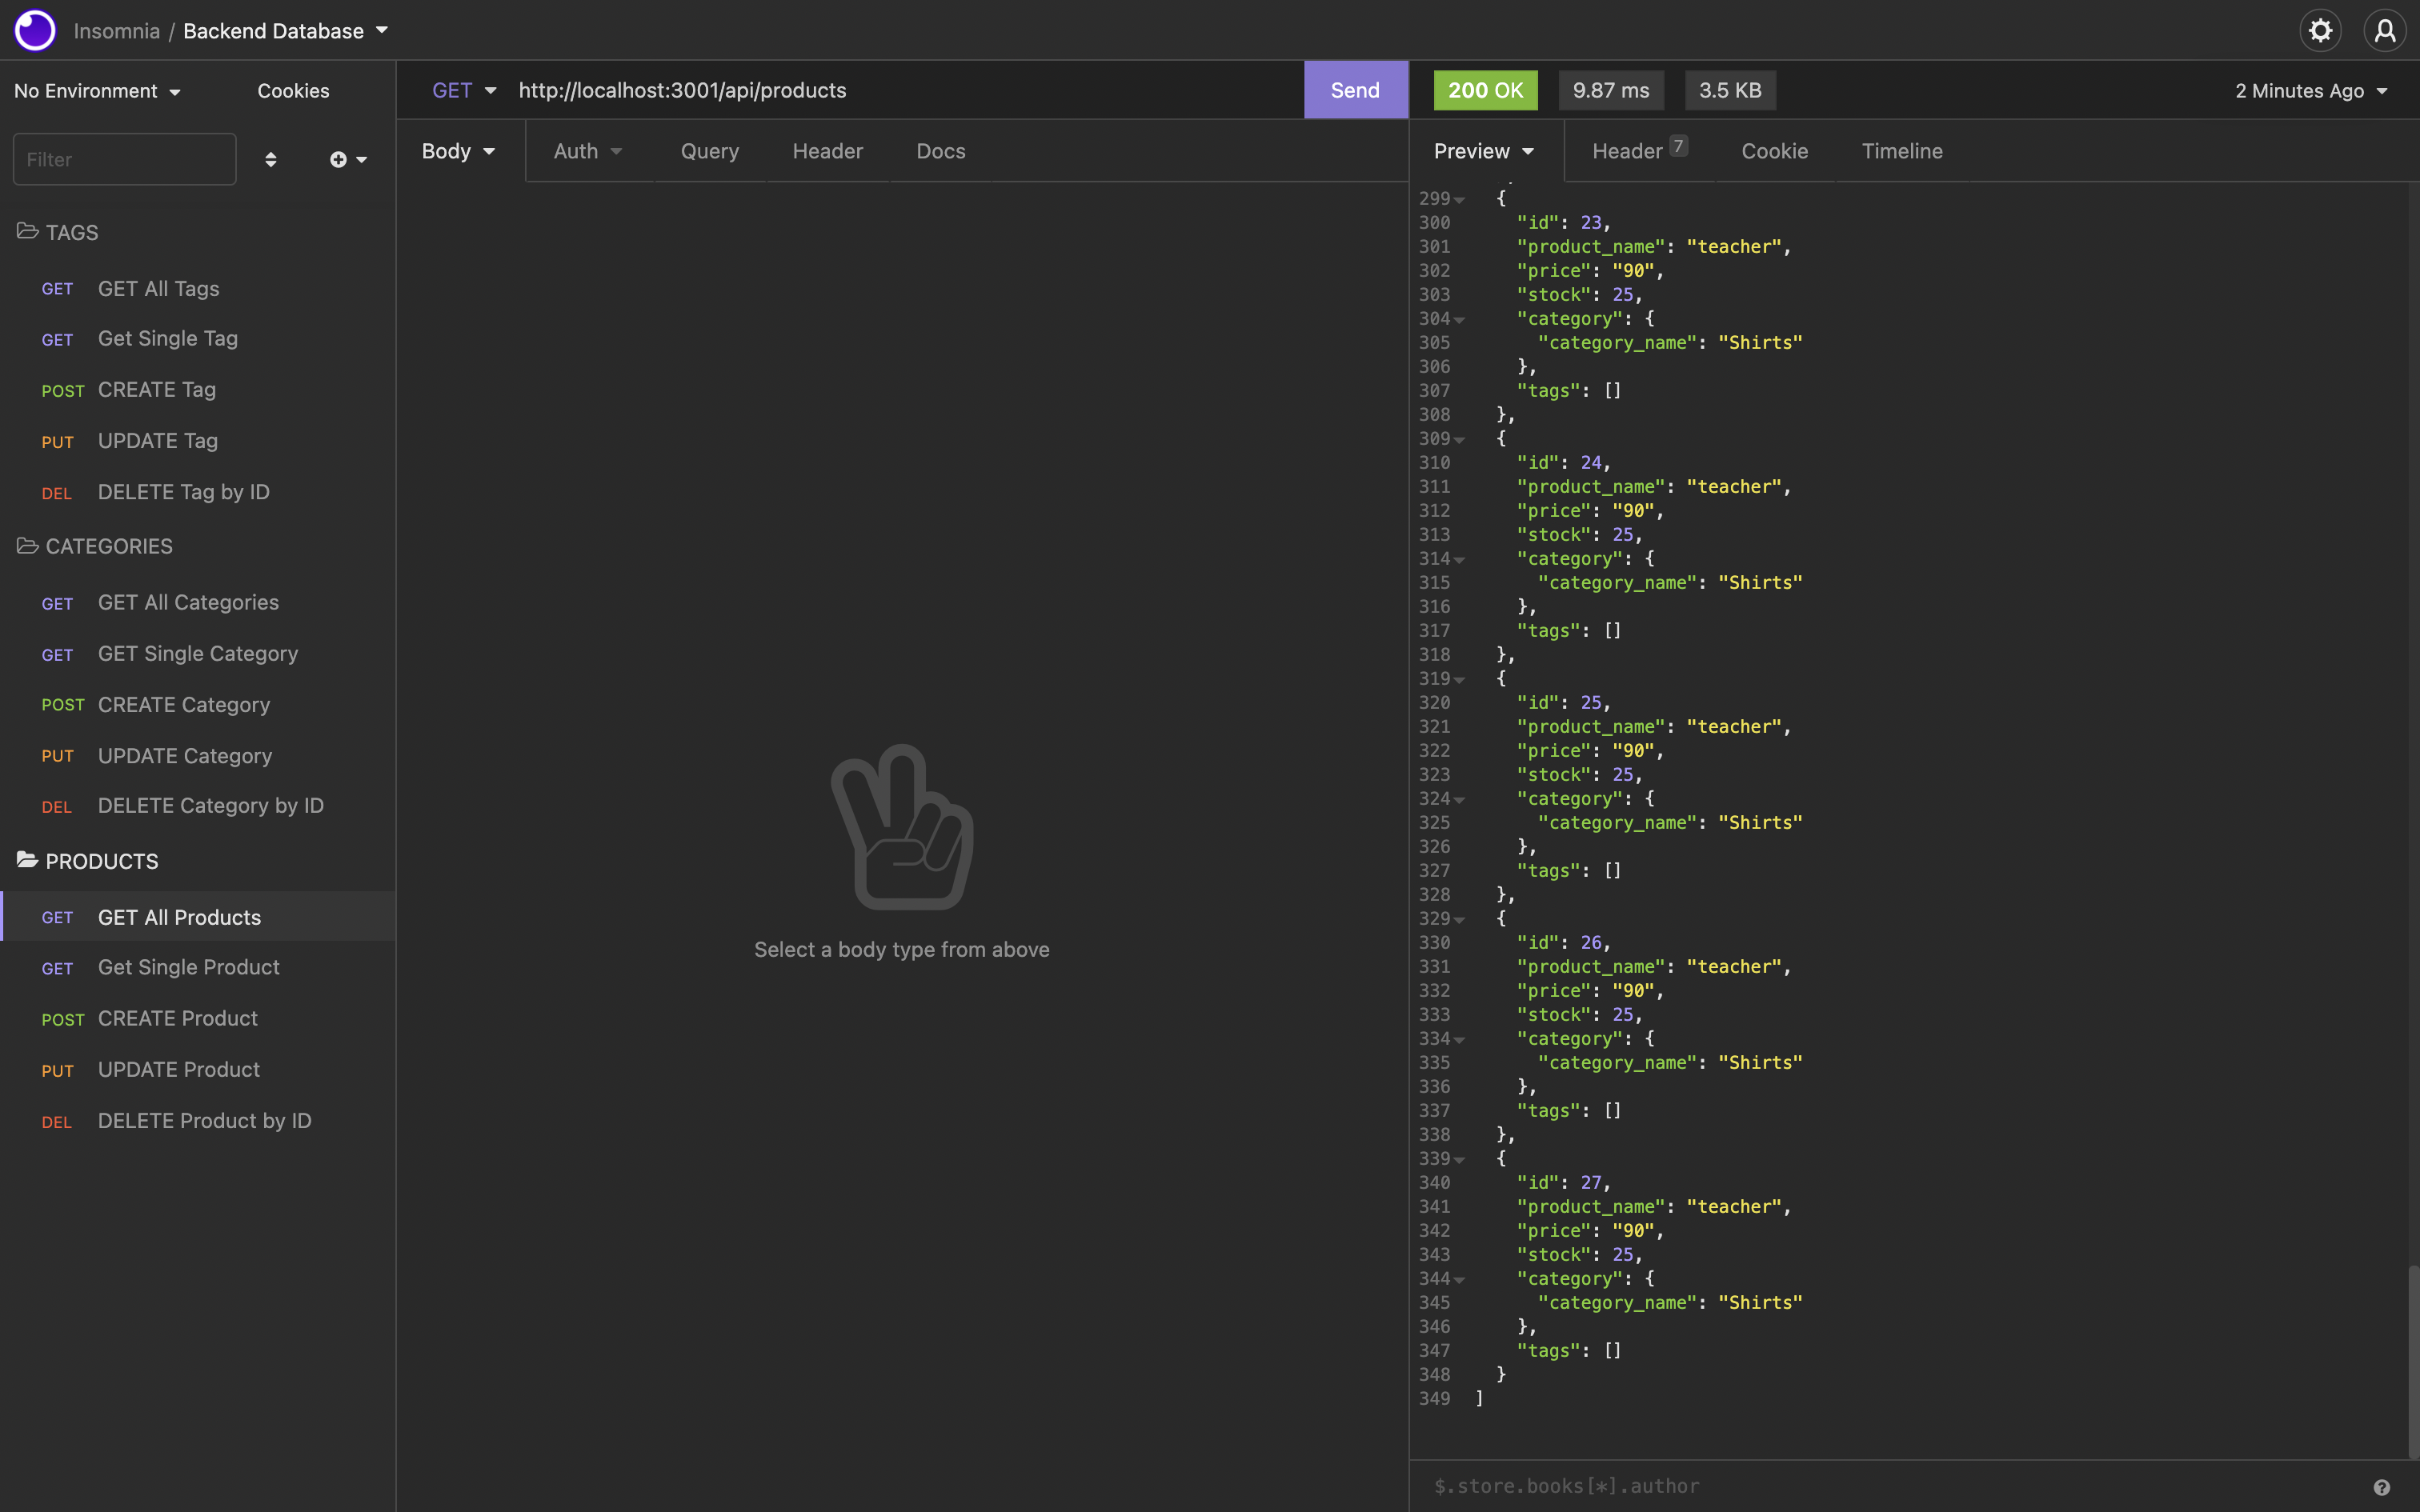 Insomnia / Backend Database
No Environment
Cookies
GET
http://localhost:3001/api/products
Send
200 OK
9.87 ms
3.5 KB
2 Minutes Ago
Filter
Body
Auth
Query
Header
Docs
Preview
Header 7
Cookie
Timeline
TAGS
GET GET All Tags
GET Get Single Tag
POST CREATE Tag
PUT UPDATE Tag
DEL DELETE Tag by ID
CATEGORIES
GET GET All Categories
GET GET Single Category
POST CREATE Category
PUT UPDATE Category
DEL DELETE Category by ID
PRODUCTS
GET GET All Products
GET Get Single Product
POST CREATE Product
PUT UPDATE Product
DEL DELETE Product by ID
Select a body type from above
299 {
300 "id": 23,
301 "product_name": "teacher",
302 "price": "90",
303 "stock": 25,
304 "category": {
305 "category_name": "Shirts"
306 },
307 "tags": []
308 },
309 {
310 "id": 24,
311 "product_name": "teacher",
312 "price": "90",
313 "stock": 25,
314 "category": {
315 "category_name": "Shirts"
316 },
317 "tags": []
318 },
319 {
320 "id": 25,
321 "product_name": "teacher",
322 "price": "90",
323 "stock": 25,
324 "category": {
325 "category_name": "Shirts"
326 },
327 "tags": []
328 },
329 {
330 "id": 26,
331 "product_name": "teacher",
332 "price": "90",
333 "stock": 25,
334 "category": {
335 "category_name": "Shirts"
336 },
337 "tags": []
338 },
339 {
340 "id": 27,
341 "product_name": "teacher",
342 "price": "90",
343 "stock": 25,
344 "category": {
345 "category_name": "Shirts"
346 },
347 "tags": []
348 }
349 ]
$.store.books[*].author